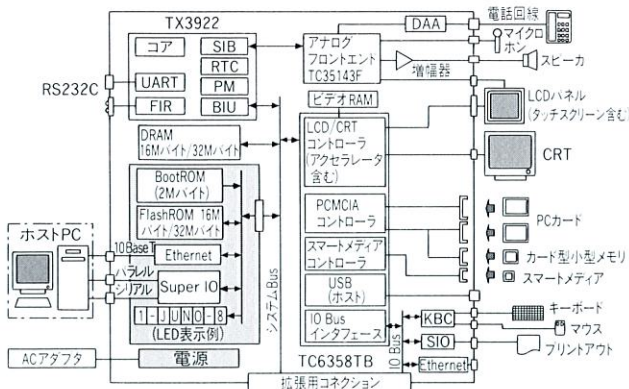 TX3922
コア
SIB
RTC
UART
PM
FIR
BIU
RS232C
DRAM
16Mバイト/32Mバイト
BootROM
(2Mバイト)
FlashROM 16M
バイト/32Mバイト
ホストPC
10BaseT
Ethernet
パラレル
シリアル
Super IO
1-JUNO-8
(LED表示例)
ACアダプタ
電源
システムBus
DAA
アナログ
フロントエンド
TC35143F
増幅器
電話回線
マイクロ
ホン
スピーカ
ビデオRAM
LCD/CRT
コントローラ
(アクセラレータ
含む)
LCDパネル
(タッチスクリーン含む)
CRT
PCMCIA
コントローラ
スマートメディア
コントローラ
PCカード
カード型小型メモリ
スマートメディア
USB
(ホスト)
IO Bus
インタフェース
TC6358TB
IO Bus
KBC
SIO
Ethernet
キーボード
マウス
プリントアウト
拡張用コネクション